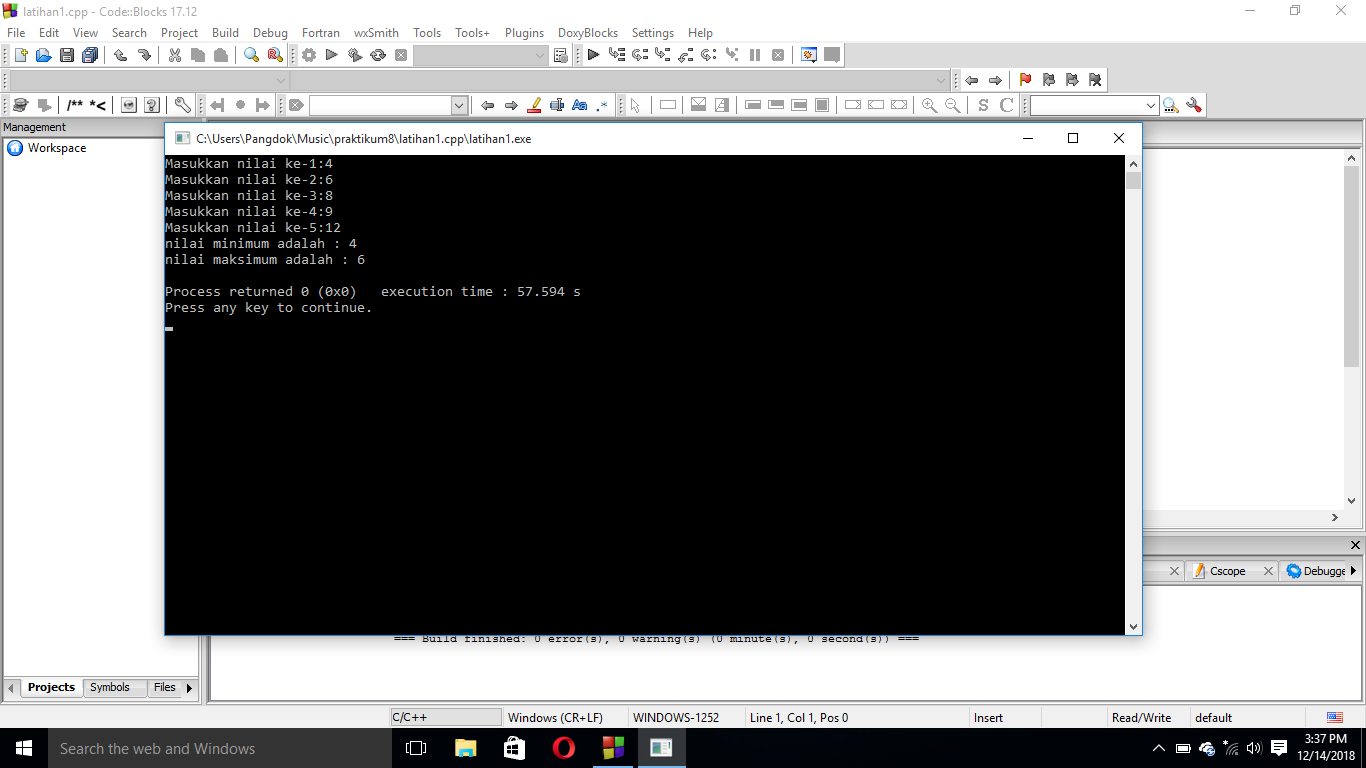 latihan1.cpp - Code::Blocks 17.12
File Edit View Search Project Build Debug Fortran wxSmith Tools Tools+ Plugins DoxyBlocks Settings Help
/** *<
Aa .*
S C
Management
Workspace
C:\Users\Pangdok\Music\praktikum8\latihan1.cpp\latihan1.exe
Masukkan nilai ke-1:4
Masukkan nilai ke-2:6
Masukkan nilai ke-3:8
Masukkan nilai ke-4:9
Masukkan nilai ke-5:12
nilai minimum adalah : 4
nilai maksimum adalah : 6
Process returned 0 (0x0)   execution time : 57.594 s
Press any key to continue.
Cscope
Debugge
=== Build finished: 0 error(s), 0 warning(s) (0 minute(s), 0 second(s)) ===
Projects Symbols Files
C/C++ Windows (CR+LF) WINDOWS-1252 Line 1, Col 1, Pos 0 Insert Read/Write default
Search the web and Windows
3:37 PM
12/14/2018